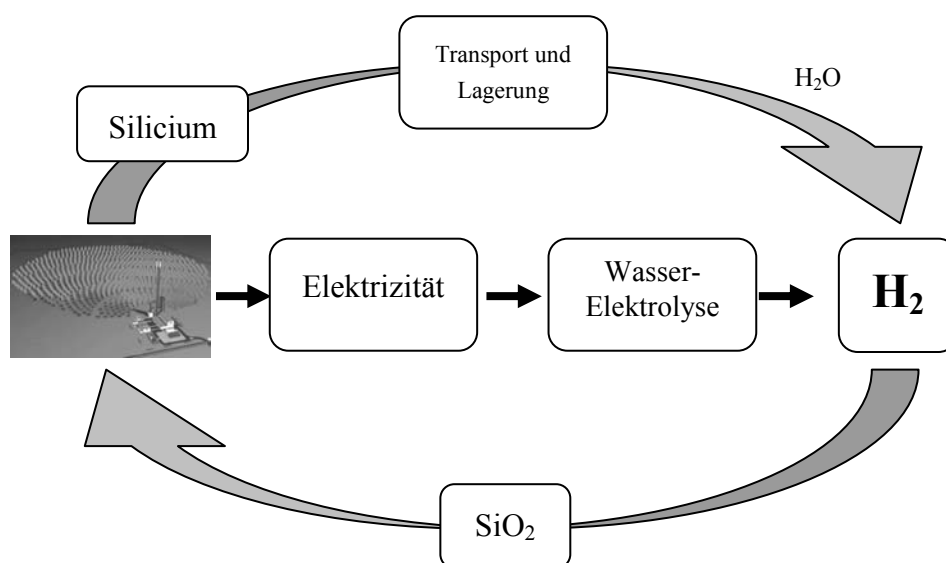 Transport und
Lagerung
H₂O
Silicium
Elektrizität
Wasser-
Elektrolyse
H₂
SiO₂